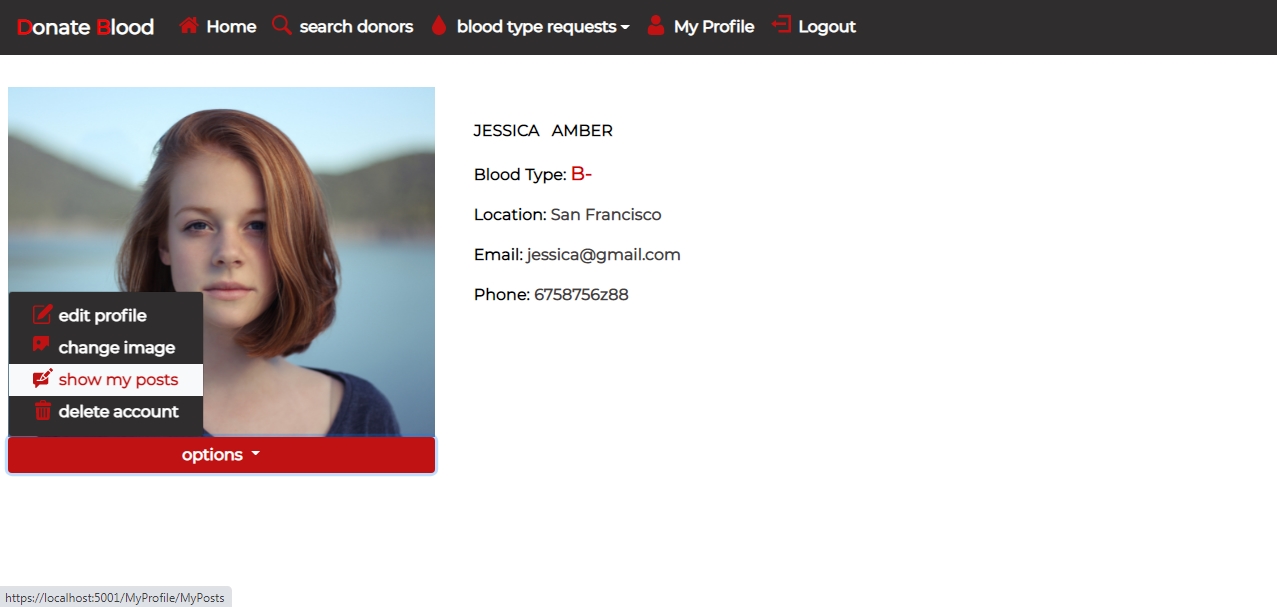 Donate Blood Home search donors blood type requests My Profile Logout
JESSICA AMBER
Blood Type: B-
Location: San Francisco
Email: jessica@gmail.com
Phone: 6758756z88
edit profile
change image
show my posts
delete account
options
https://localhost:5001/MyProfile/MyPosts